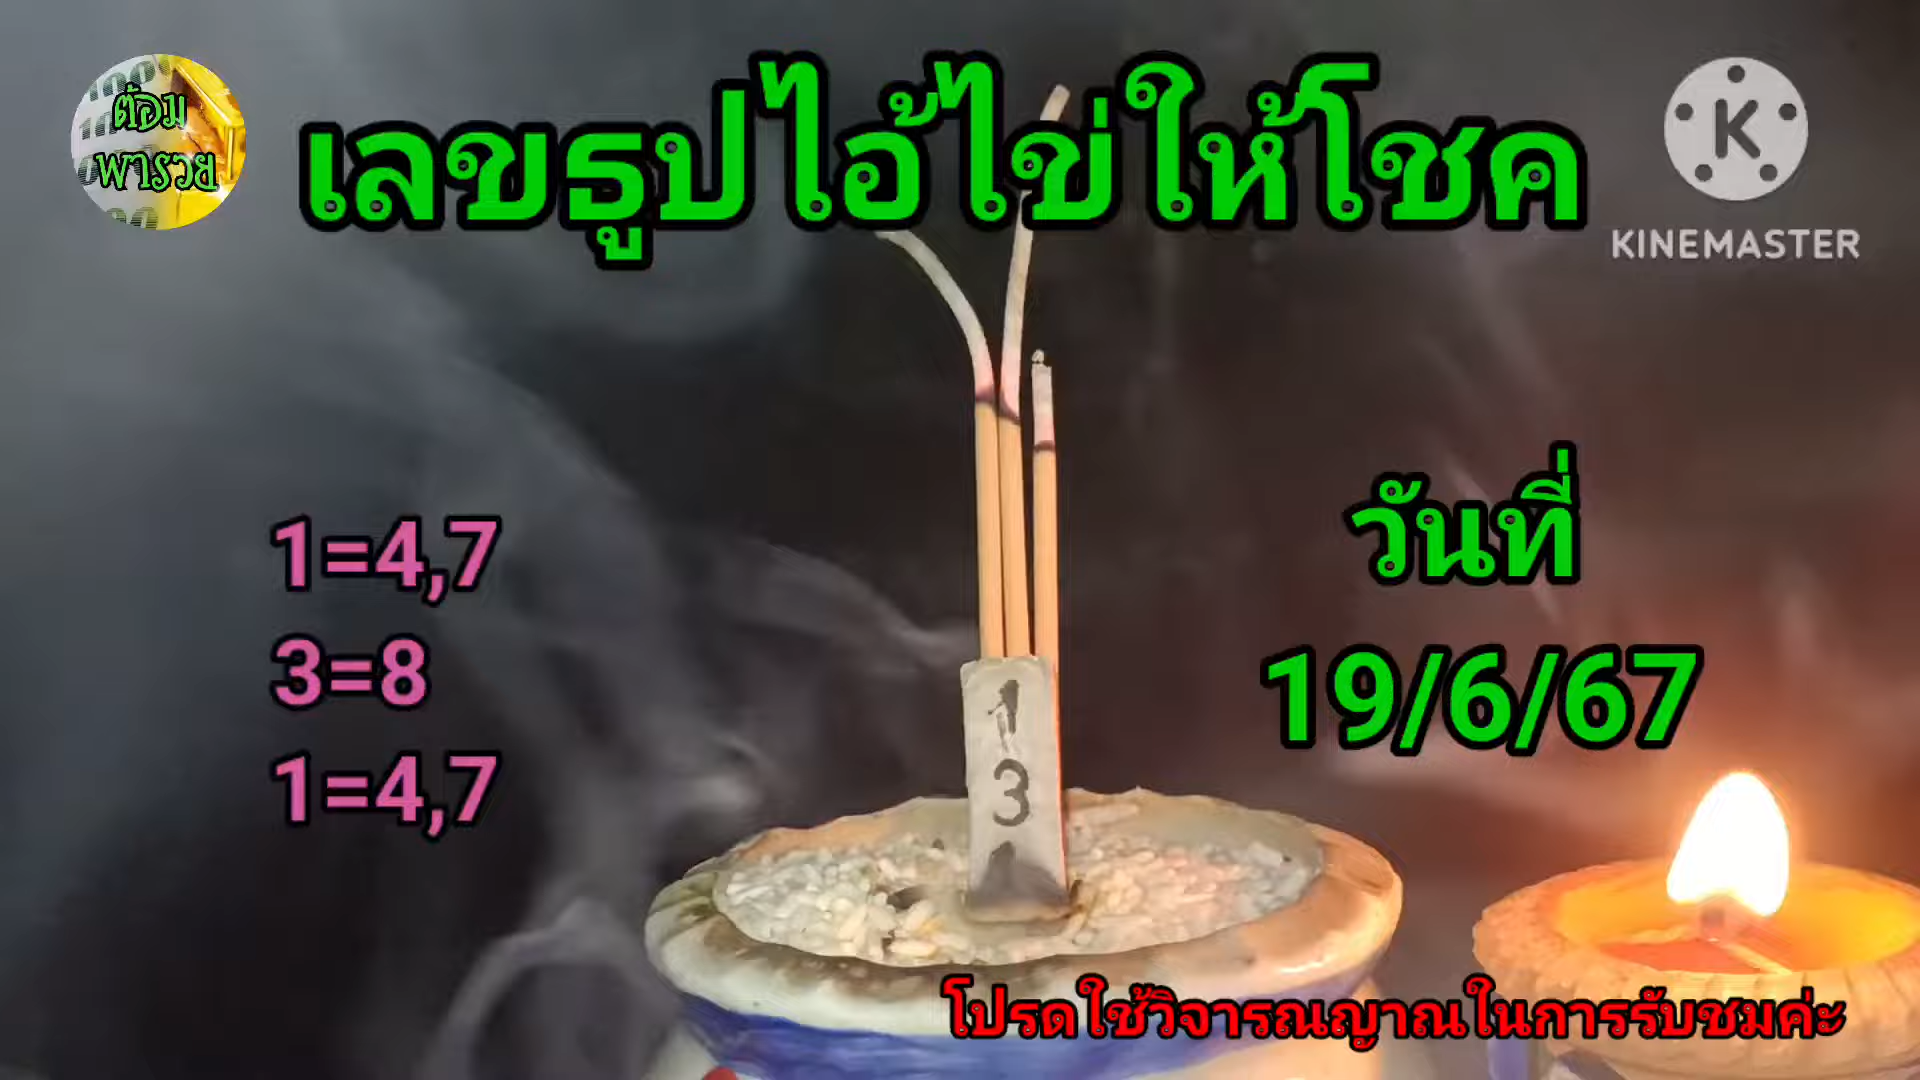 ต้อม
พารวย
เลขธูปไอ้ไข่ให้โชค
K
KINEMASTER
1=4,7
3=8
1=4,7
วันที่
19/6/67
1
3
1
โปรดใช้วิจารณญาณในการรับชมค่ะ